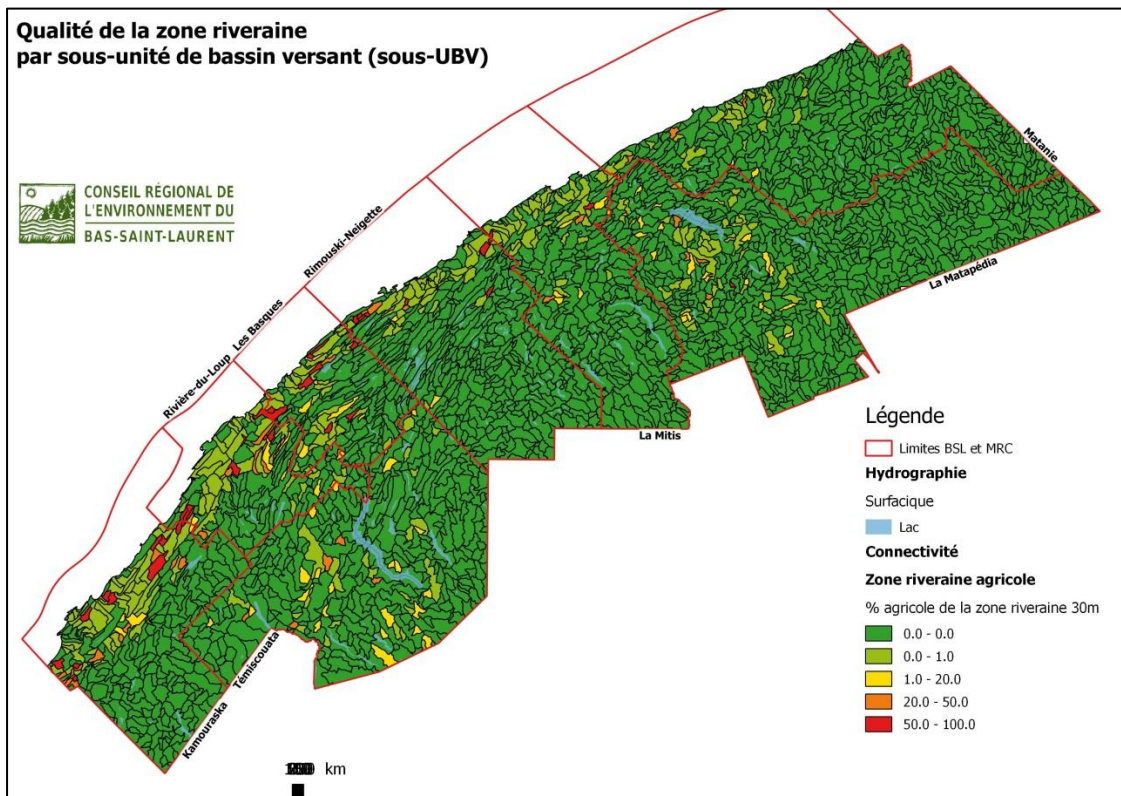 Qualité de la zone riveraine
par sous-unité de bassin versant (sous-UBV)
CONSEIL RÉGIONAL DE
L'ENVIRONNEMENT DU
BAS-SAINT-LAURENT
Matanie
Rimouski-Neigette
La Matapédia
Les Basques
Rivière-du-Loup
La Mitis
Témiscouata
Kamouraska
Légende
Limites BSL et MRC
Hydrographie
Surfacique
Lac
Connectivité
Zone riveraine agricole
% agricole de la zone riveraine 30m
0.0 - 0.0
0.0 - 1.0
1.0 - 20.0
20.0 - 50.0
50.0 - 100.0
km